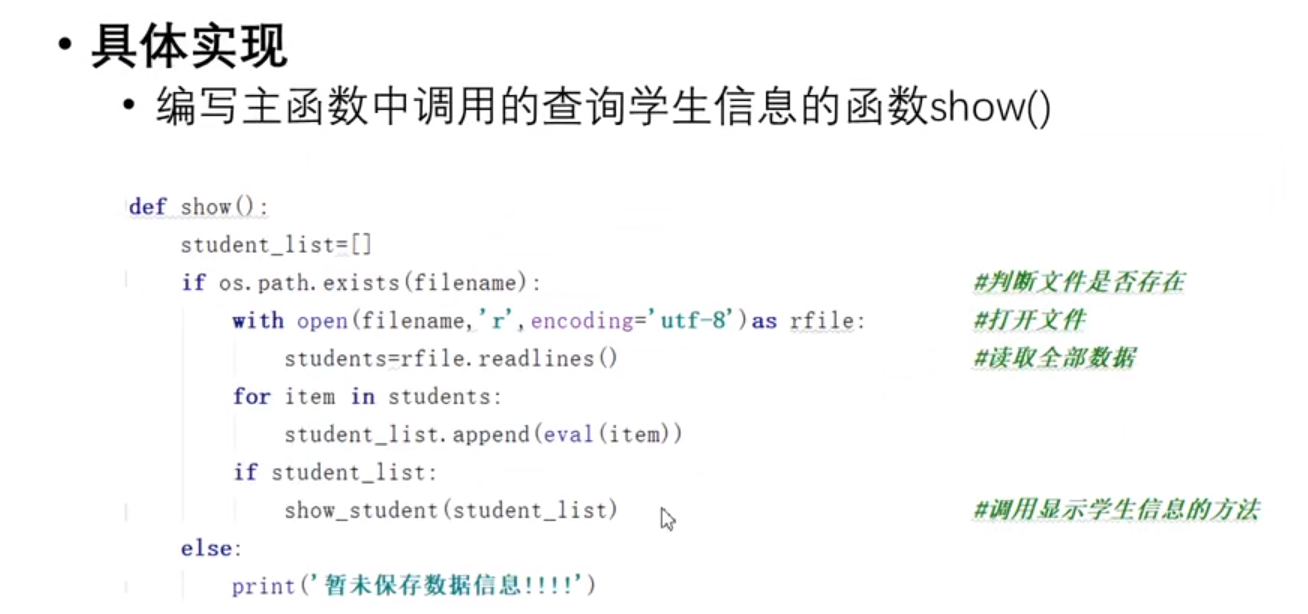 • 具体实现
• 编写主函数中调用的查询学生信息的函数show()
def show():
student_list=[]
if os.path.exists(filename): #判断文件是否存在
with open(filename,'r',encoding='utf-8')as rfile: #打开文件
students=rfile.readlines() #读取全部数据
for item in students:
student_list.append(eval(item))
if student_list:
show_student(student_list) #调用显示学生信息的方法
else:
print('暂未保存数据信息!!!!')